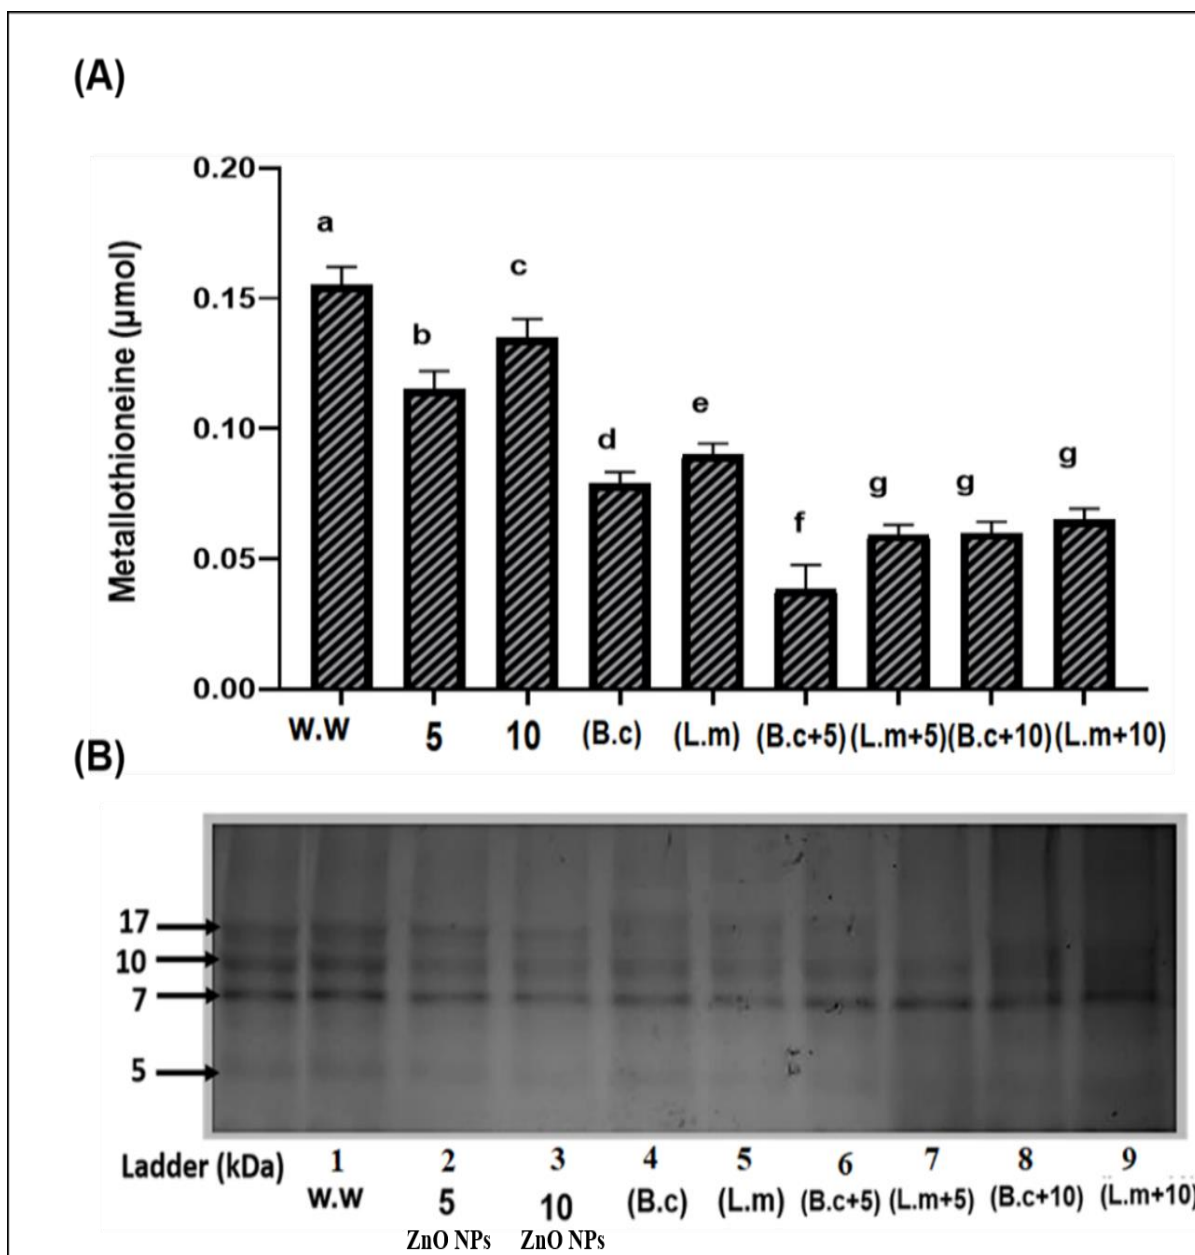 (A)
0.20
0.15
0.10
0.05
0.00
Metallothioneine (µmol)
a
b
c
d
e
f
g
g
g
W.W 5 10 (B.c) (L.m) (B.c+5) (L.m+5) (B.c+10) (L.m+10)
(B)
17
10
7
5
Ladder (kDa) 1 2 3 4 5 6 7 8 9
W.W 5 10 (B.c) (L.m) (B.c+5) (L.m+5) (B.c+10) (L.m+10)
ZnO NPs ZnO NPs